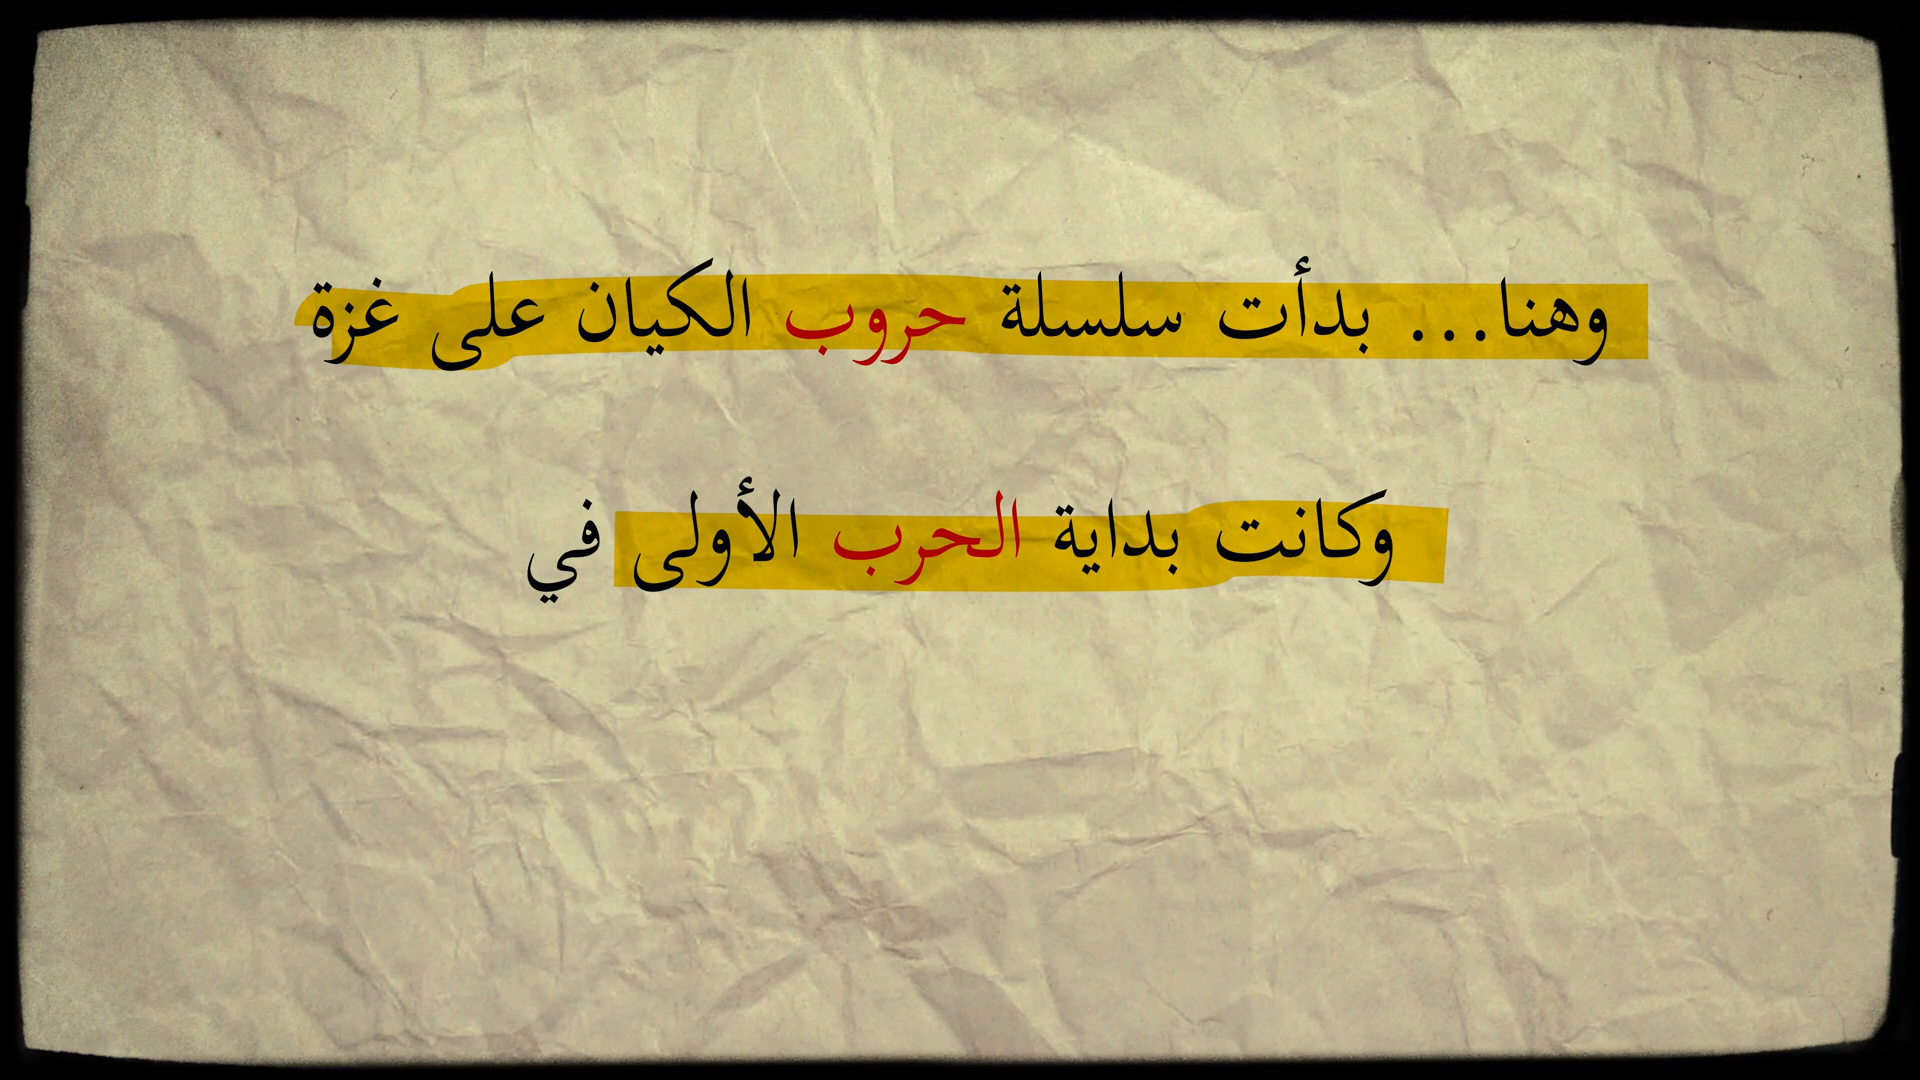 وهنا... بدأت سلسلة حروب الكيان على غزة
وكانت بداية الحرب الأولى في